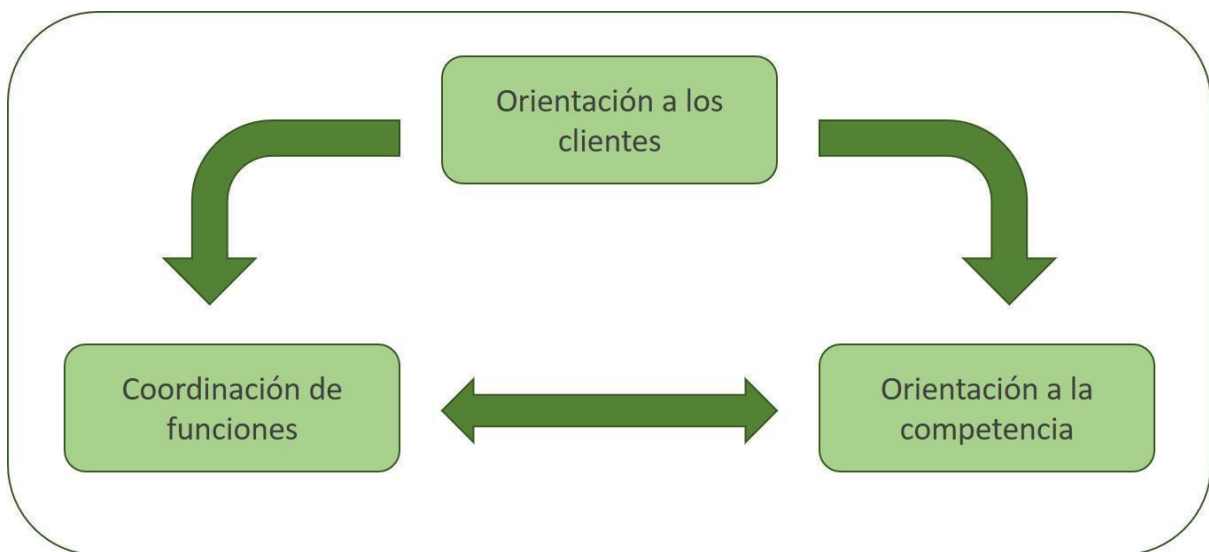 Orientación a los
clientes
Coordinación de
funciones
Orientación a la
competencia